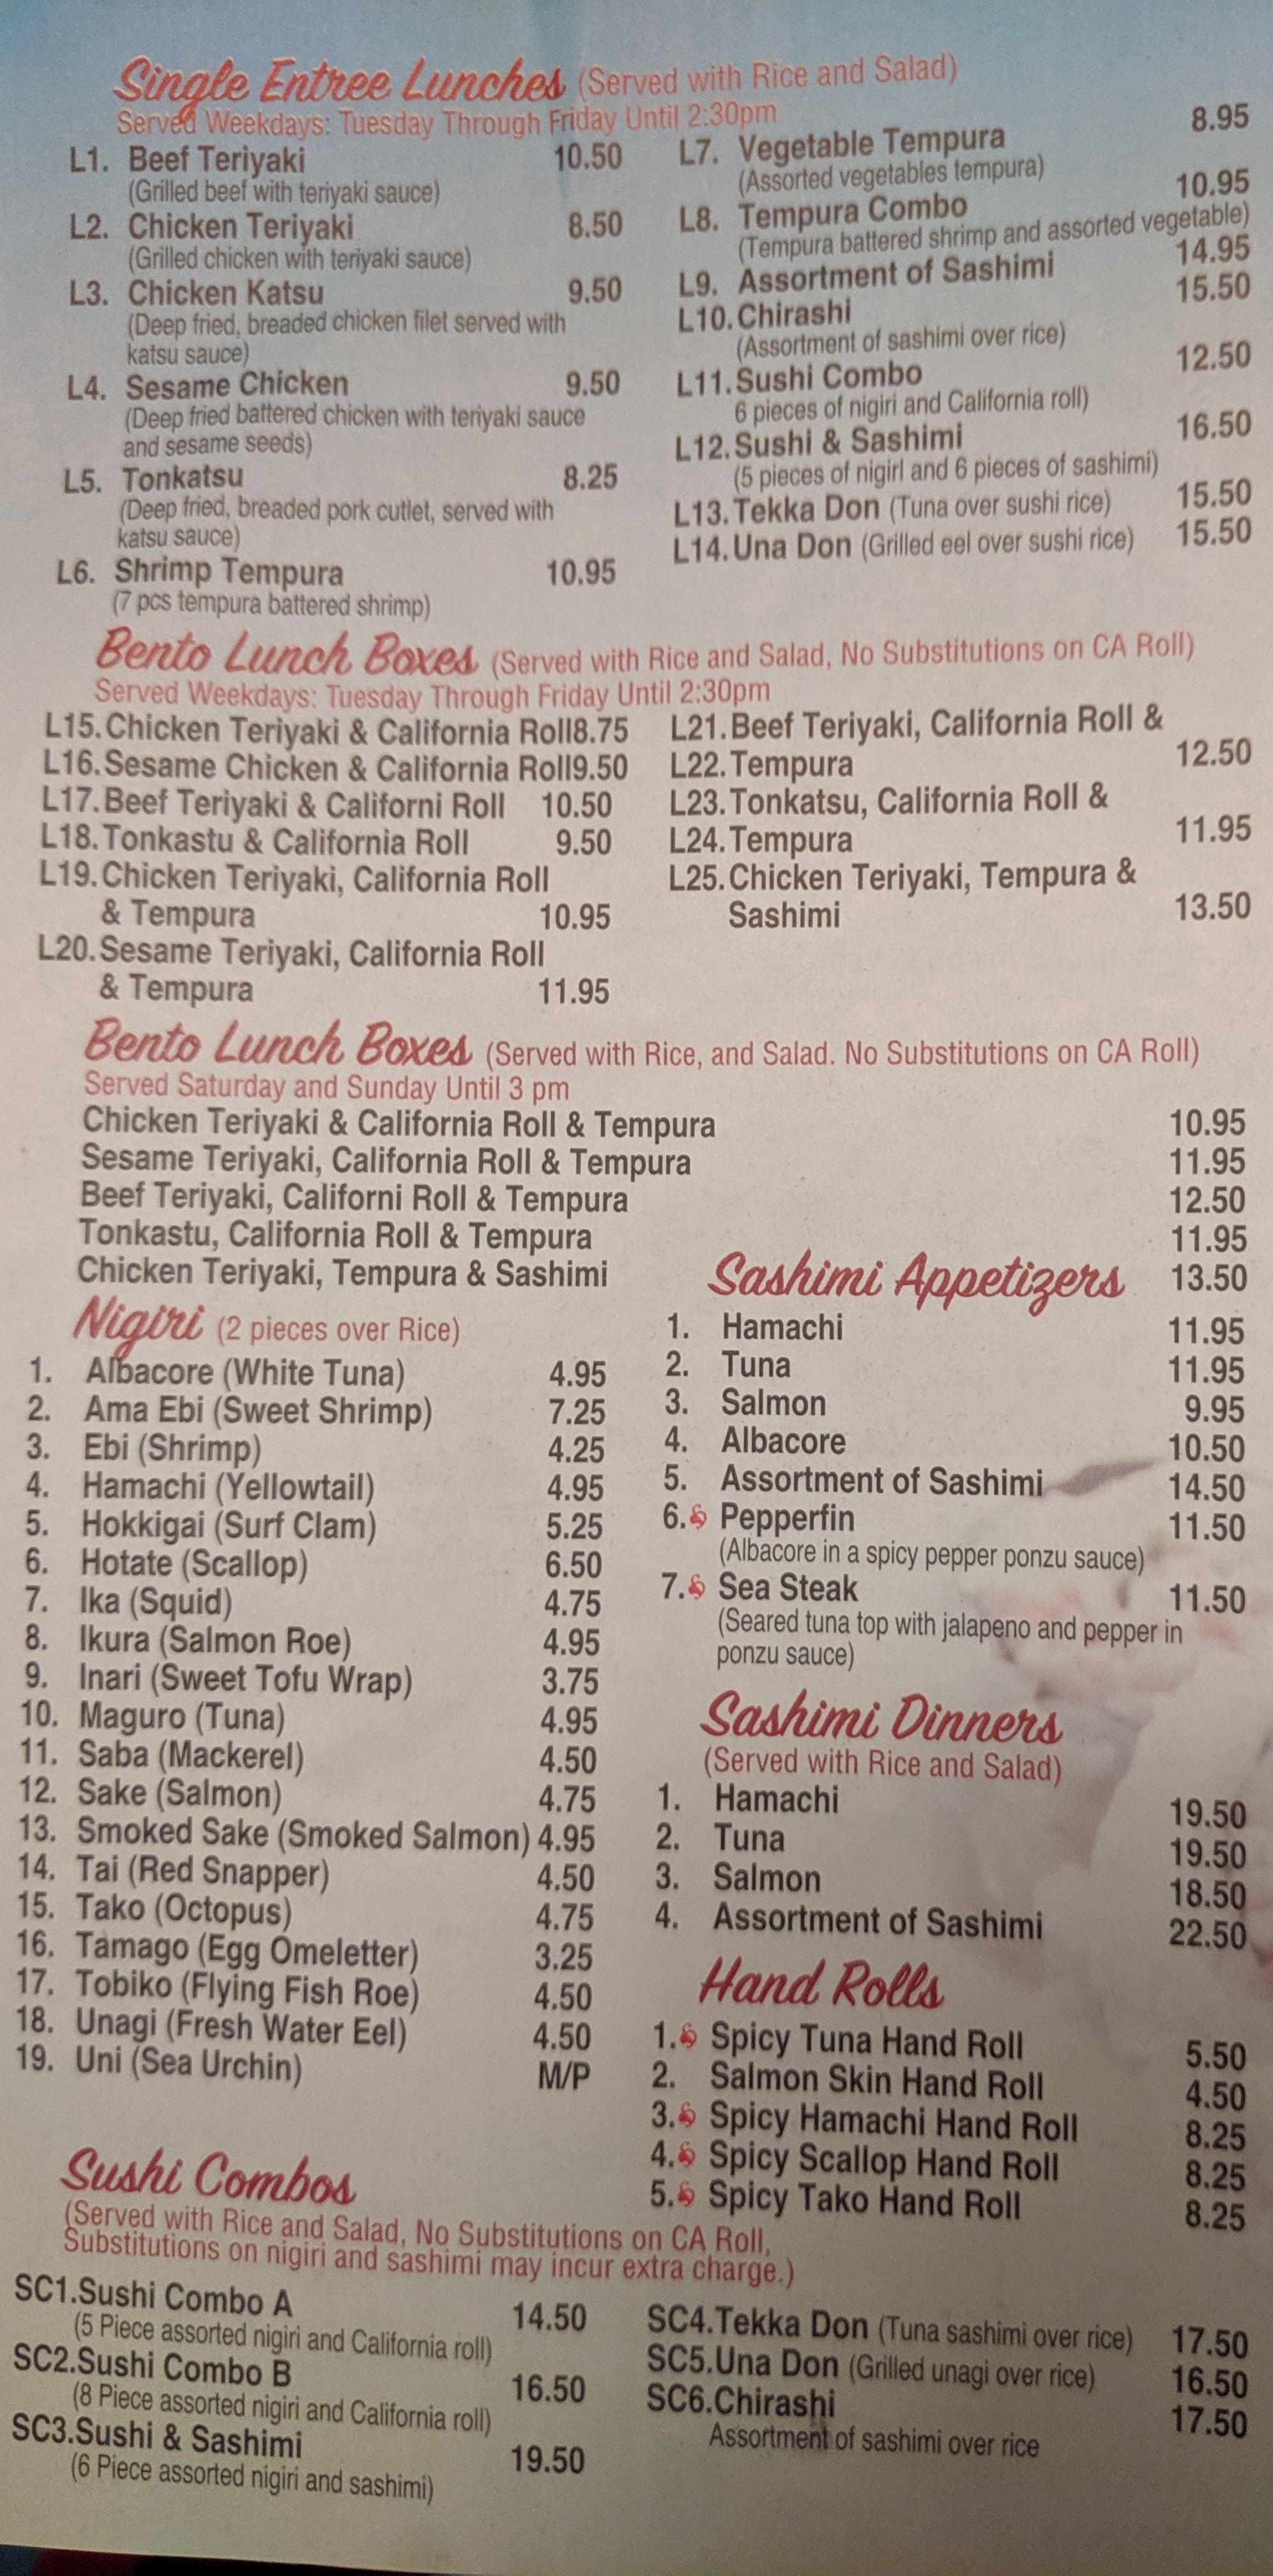 Single Entree Lunches (Served with Rice and Salad)
Served Weekdays: Tuesday Through Friday Until 2:30pm
L1. Beef Teriyaki 10.50
(Grilled beef with teriyaki sauce)
L2. Chicken Teriyaki 8.50
(Grilled chicken with teriyaki sauce)
L3. Chicken Katsu 9.50
(Deep fried, breaded chicken filet served with
katsu sauce)
L4. Sesame Chicken 9.50
(Deep fried battered chicken with teriyaki sauce
and sesame seeds)
L5. Tonkatsu 8.25
(Deep fried, breaded pork cutlet, served with
katsu sauce)
L6. Shrimp Tempura 10.95
(7 pcs tempura battered shrimp)
L7. Vegetable Tempura 8.95
(Assorted vegetables tempura)
L8. Tempura Combo 10.95
(Tempura battered shrimp and assorted vegetable)
L9. Assortment of Sashimi 14.95
L10. Chirashi 15.50
(Assortment of sashimi over rice)
L11. Sushi Combo 12.50
6 pieces of nigiri and California roll)
L12. Sushi & Sashimi 16.50
(5 pieces of nigirl and 6 pieces of sashimi)
L13. Tekka Don (Tuna over sushi rice) 15.50
L14. Una Don (Grilled eel over sushi rice) 15.50
Bento Lunch Boxes (Served with Rice and Salad, No Substitutions on CA Roll)
Served Weekdays: Tuesday Through Friday Until 2:30pm
L15. Chicken Teriyaki & California Roll8.75
L16. Sesame Chicken & California Roll9.50
L17. Beef Teriyaki & Californi Roll 10.50
L18. Tonkastu & California Roll 9.50
L19. Chicken Teriyaki, California Roll
& Tempura 10.95
L20. Sesame Teriyaki, California Roll
& Tempura 11.95
L21. Beef Teriyaki, California Roll &
L22. Tempura 12.50
L23. Tonkatsu, California Roll &
L24. Tempura 11.95
L25. Chicken Teriyaki, Tempura &
Sashimi 13.50
Bento Lunch Boxes (Served with Rice, and Salad. No Substitutions on CA Roll)
Served Saturday and Sunday Until 3 pm
Chicken Teriyaki & California Roll & Tempura 10.95
Sesame Teriyaki, California Roll & Tempura 11.95
Beef Teriyaki, Californi Roll & Tempura 12.50
Tonkastu, California Roll & Tempura 11.95
Chicken Teriyaki, Tempura & Sashimi 13.50
Nigiri (2 pieces over Rice)
1. Albacore (White Tuna) 4.95
2. Ama Ebi (Sweet Shrimp) 7.25
3. Ebi (Shrimp) 4.25
4. Hamachi (Yellowtail) 4.95
5. Hokkigai (Surf Clam) 5.25
6. Hotate (Scallop) 6.50
7. Ika (Squid) 4.75
8. Ikura (Salmon Roe) 4.95
9. Inari (Sweet Tofu Wrap) 3.75
10. Maguro (Tuna) 4.95
11. Saba (Mackerel) 4.50
12. Sake (Salmon) 4.75
13. Smoked Sake (Smoked Salmon) 4.95
14. Tai (Red Snapper) 4.50
15. Tako (Octopus) 4.75
16. Tamago (Egg Omeletter) 3.25
17. Tobiko (Flying Fish Roe) 4.50
18. Unagi (Fresh Water Eel) 4.50
19. Uni (Sea Urchin) M/P
Sashimi Appetizers
1. Hamachi 11.95
2. Tuna 11.95
3. Salmon 9.95
4. Albacore 10.50
5. Assortment of Sashimi 14.50
6. Pepperfin 11.50
(Albacore in a spicy pepper ponzu sauce)
7. Sea Steak 11.50
(Seared tuna top with jalapeno and pepper in
ponzu sauce)
Sashimi Dinners
(Served with Rice and Salad)
1. Hamachi 19.50
2. Tuna 19.50
3. Salmon 18.50
4. Assortment of Sashimi 22.50
Hand Rolls
1. Spicy Tuna Hand Roll 5.50
2. Salmon Skin Hand Roll 4.50
3. Spicy Hamachi Hand Roll 8.25
4. Spicy Scallop Hand Roll 8.25
5. Spicy Tako Hand Roll 8.25
Sushi Combos
(Served with Rice and Salad, No Substitutions on CA Roll,
Substitutions on nigiri and sashimi may incur extra charge.)
SC1. Sushi Combo A 14.50
(5 Piece assorted nigiri and California roll)
SC2. Sushi Combo B 16.50
(8 Piece assorted nigiri and California roll)
SC3. Sushi & Sashimi 19.50
(6 Piece assorted nigiri and sashimi)
SC4. Tekka Don (Tuna sashimi over rice) 17.50
SC5. Una Don (Grilled unagi over rice) 16.50
SC6. Chirashi 17.50
Assortment of sashimi over rice